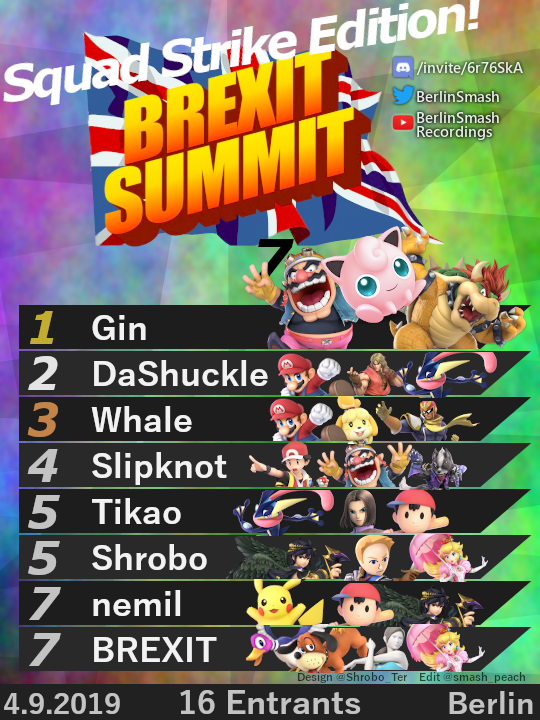 Squad Strike Edition!
BREXIT
SUMMIT
7
/invite/6r76SkA
BerlinSmash
BerlinSmash
Recordings
1 Gin
2 DaShuckle
3 Whale
4 Slipknot
5 Tikao
5 Shrobo
7 nemil
7 BREXIT
Design @Shrobo_Ter Edit @smash_peach
4.9.2019 16 Entrants Berlin